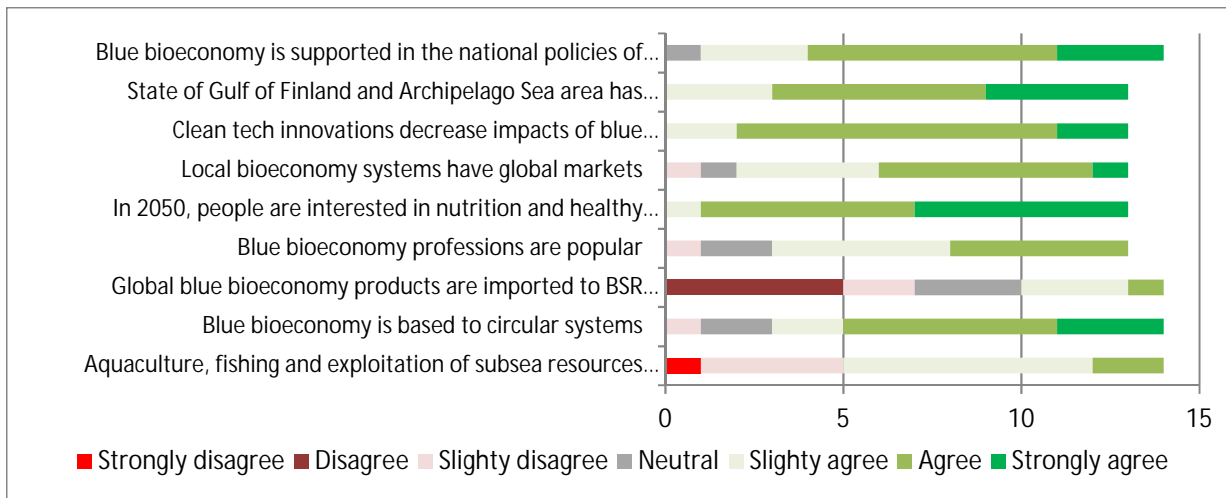 Blue bioeconomy is supported in the national policies of...
State of Gulf of Finland and Archipelago Sea area has...
Clean tech innovations decrease impacts of blue...
Local bioeconomy systems have global markets
In 2050, people are interested in nutrition and healthy...
Blue bioeconomy professions are popular
Global blue bioeconomy products are imported to BSR...
Blue bioeconomy is based to circular systems
Aquaculture, fishing and exploitation of subsea resources...
0 5 10 15
Strongly disagree Disagree Slighty disagree Neutral Slighty agree Agree Strongly agree